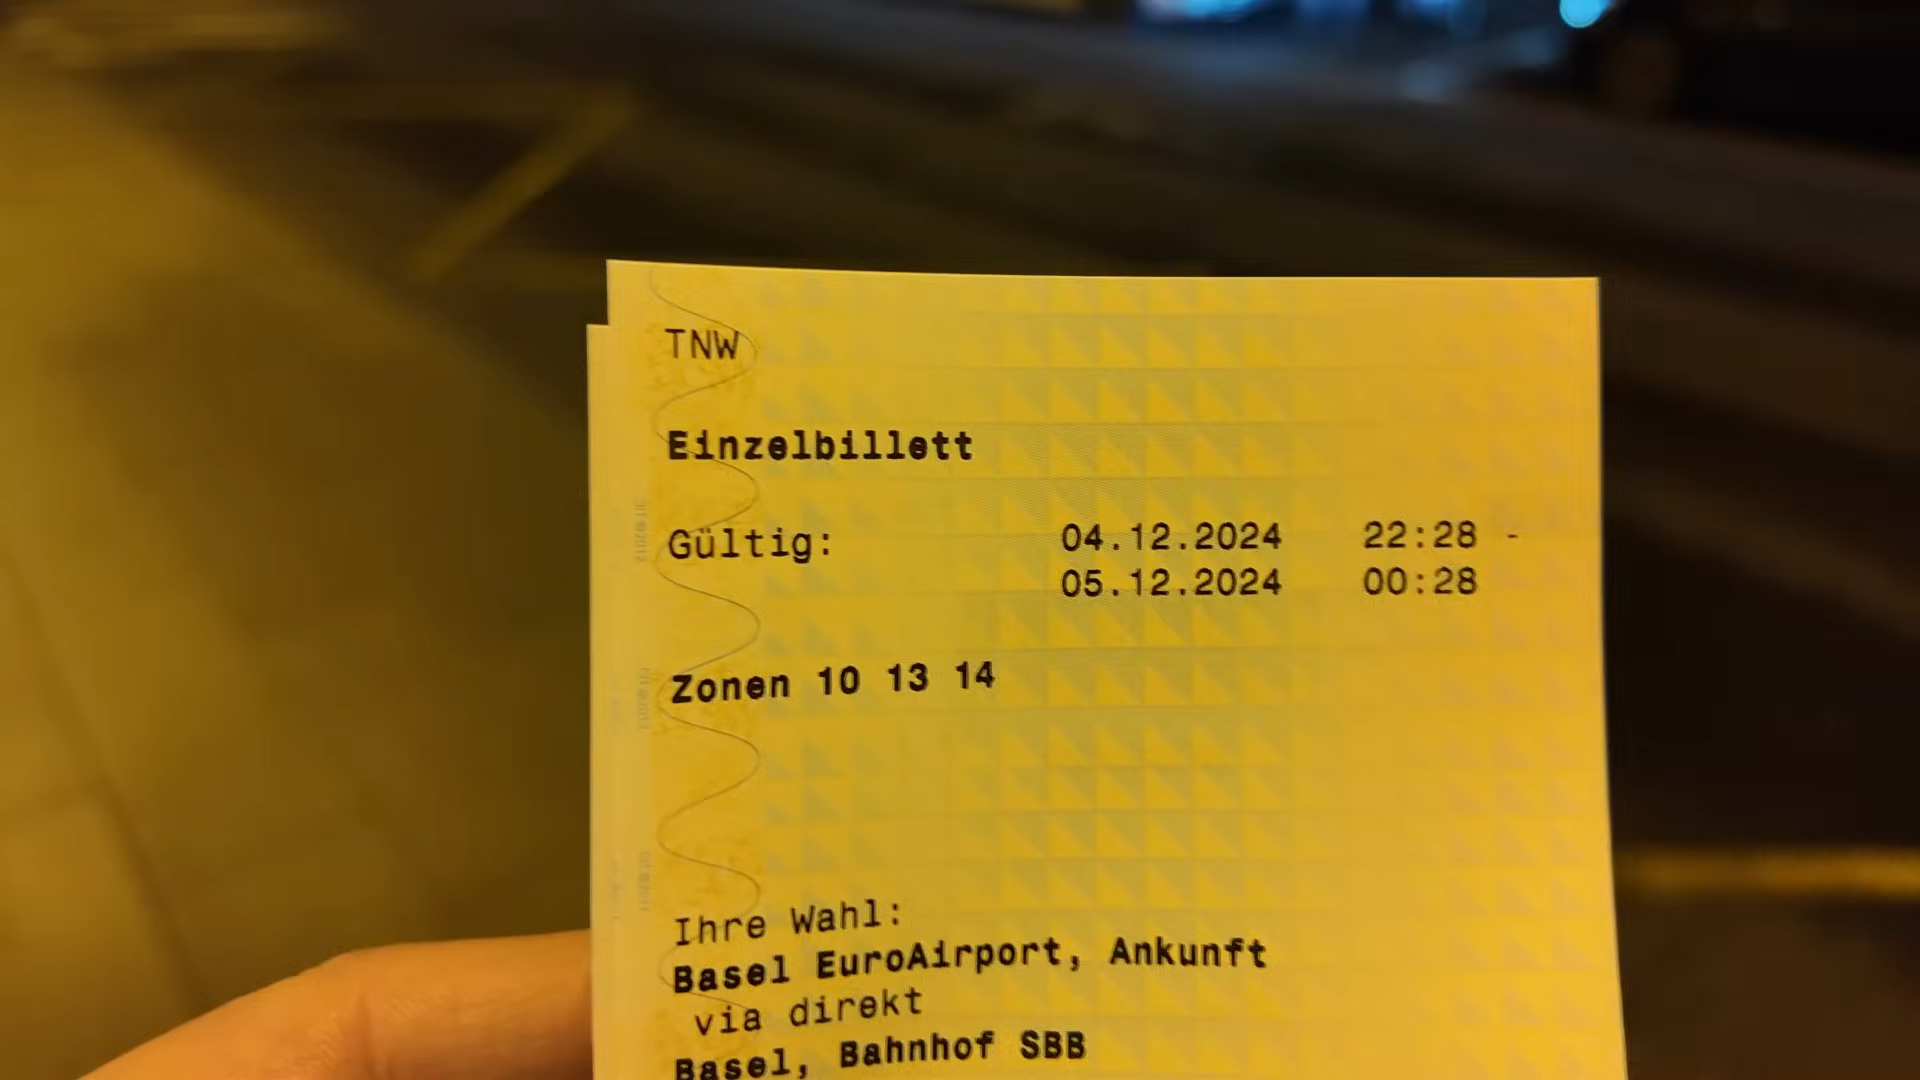 TNW
Einzelbillett
Gültig: 04.12.2024 22:28 -
05.12.2024 00:28
Zonen 10 13 14
Ihre Wahl:
Basel EuroAirport, Ankunft
via direkt
Basel, Bahnhof SBB